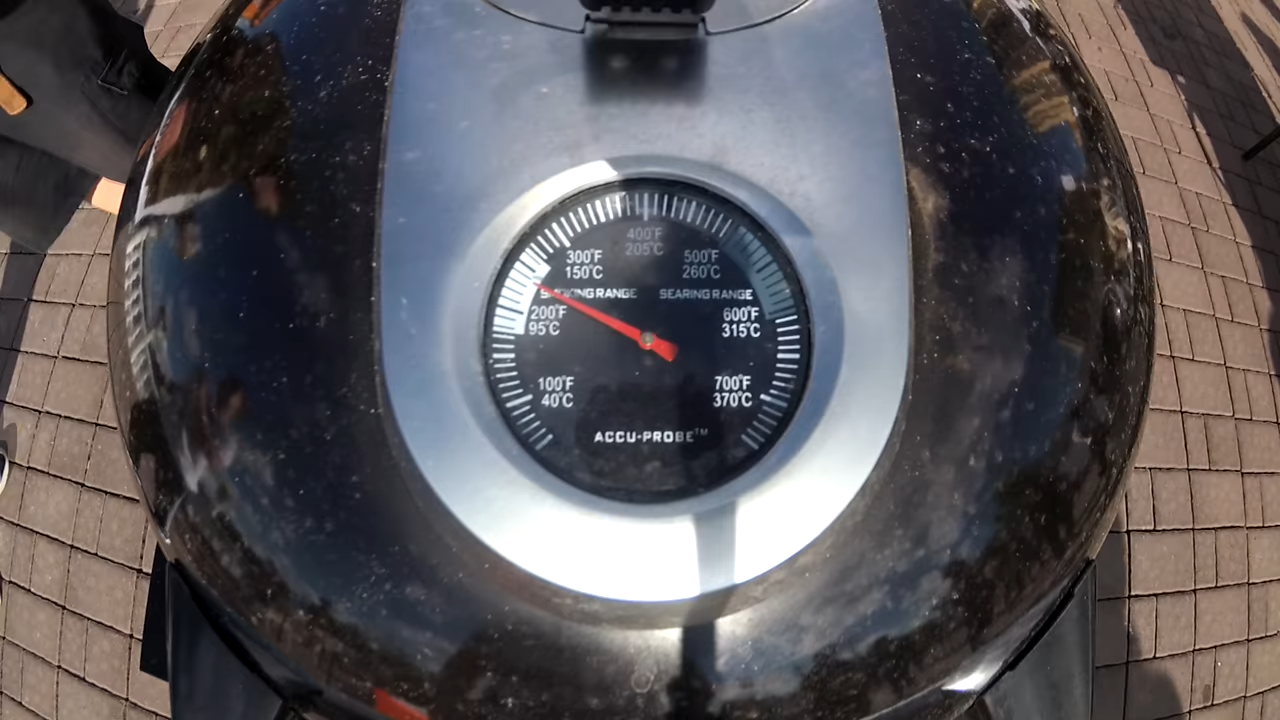 400°F
205°C
300°F
150°C
500°F
260°C
SMOKING RANGE
SEARING RANGE
200°F
95°C
600°F
315°C
100°F
40°C
700°F
370°C
ACCU-PROBE™